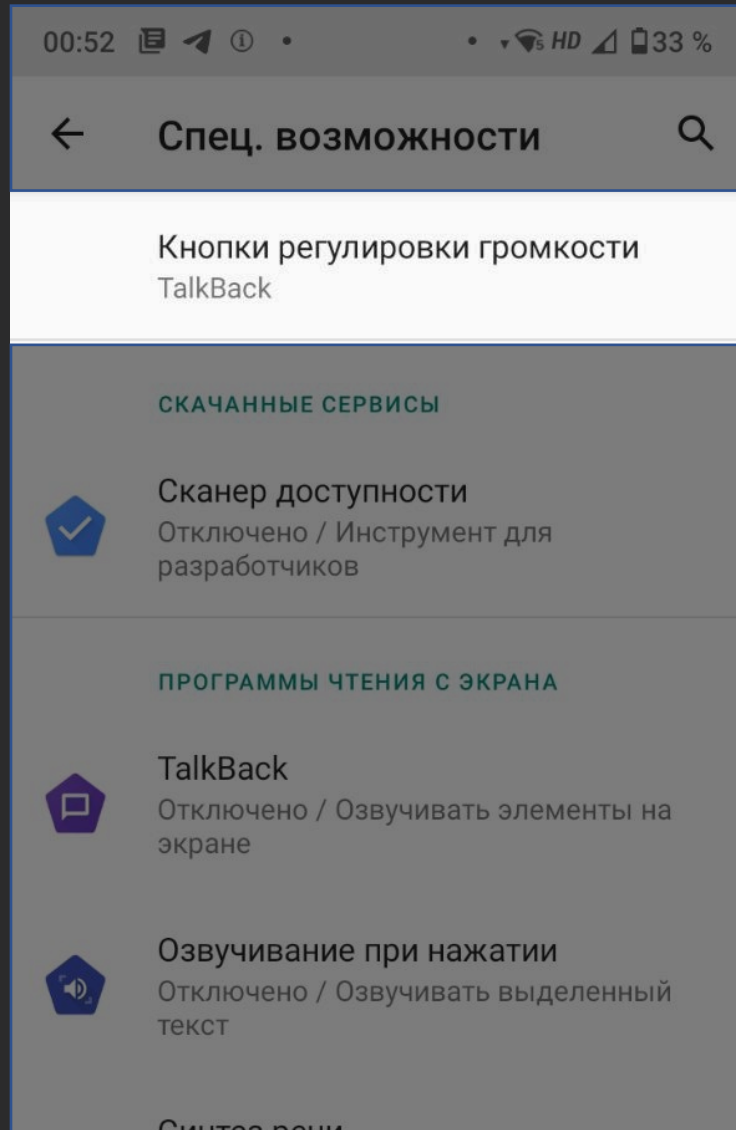 00:52 HD 33 %
Спец. возможности
Кнопки регулировки громкости
TalkBack
СКАЧАННЫЕ СЕРВИСЫ
Сканер доступности
Отключено / Инструмент для
разработчиков
ПРОГРАММЫ ЧТЕНИЯ С ЭКРАНА
TalkBack
Отключено / Озвучивать элементы на
экране
Озвучивание при нажатии
Отключено / Озвучивать выделенный
текст